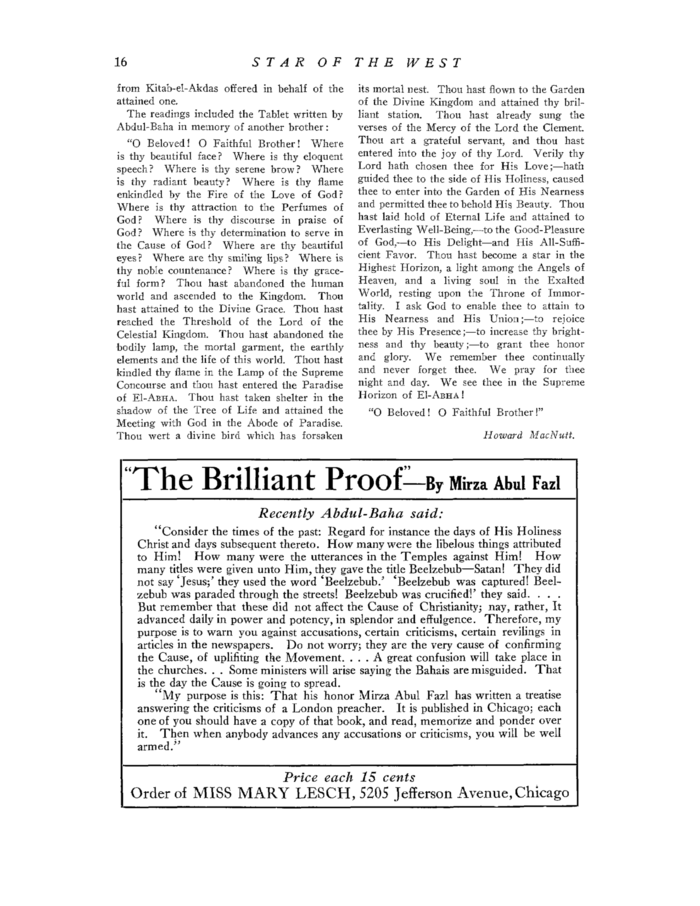 16
STAR OF THE WEST
from Kitab-el-Akdas offered in behalf of the
attained one.
The readings included the Tablet written by
Abdul-Baha in memory of another brother:
"O Beloved! O Faithful Brother! Where
is thy beautiful face? Where is thy eloquent
speech? Where is thy serene brow? Where
is thy radiant beauty? Where is thy flame
enkindled by the Fire of the Love of God?
Where is thy attraction to the Perfumes of
God? Where is thy discourse in praise of
God? Where is thy determination to serve in
the Cause of God? Where are thy beautiful
eyes? Where are thy smiling lips? Where is
thy noble countenance? Where is thy grace-
ful form? Thou hast abandoned the human
world and ascended to the Kingdom. Thou
hast attained to the Divine Grace. Thou hast
reached the Threshold of the Lord of the
Celestial Kingdom. Thou hast abandoned the
bodily lamp, the mortal garment, the earthly
elements and the life of this world. Thou hast
kindled thy flame in the Lamp of the Supreme
Concourse and thou hast entered the Paradise
of El-ABHA. Thou hast taken shelter in the
shadow of the Tree of Life and attained the
Meeting with God in the Abode of Paradise.
Thou wert a divine bird which has forsaken
its mortal nest. Thou hast flown to the Garden
of the Divine Kingdom and attained thy bril-
liant station. Thou hast already sung the
verses of the Mercy of the Lord the Clement.
Thou art a grateful servant, and thou hast
entered into the joy of thy Lord. Verily thy
Lord hath chosen thee for His Love;—hath
guided thee to the side of His Holiness, caused
thee to enter into the Garden of His Nearness
and permitted thee to behold His Beauty. Thou
hast laid hold of Eternal Life and attained to
Everlasting Well-Being,—to the Good-Pleasure
of God,—to His Delight—and His All-Suffi-
cient Favor. Thou hast become a star in the
Highest Horizon, a light among the Angels of
Heaven, and a living soul in the Exalted
World, resting upon the Throne of Immor-
tality. I ask God to enable thee to attain to
His Nearness and His Union;—to rejoice
thee by His Presence;—to increase thy bright-
ness and thy beauty;—to grant thee honor
and glory. We remember thee continually
and never forget thee. We pray for thee
night and day. We see thee in the Supreme
Horizon of El-ABHA!
"O Beloved! O Faithful Brother!"
Howard MacNutt.
"The Brilliant Proof"—By Mirza Abul Fazl
Recently Abdul-Baha said:
"Consider the times of the past: Regard for instance the days of His Holiness
Christ and days subsequent thereto. How many were the libelous things attributed
to Him! How many were the utterances in the Temples against Him! How
many titles were given unto Him, they gave the title Beelzebub—Satan! They did
not say 'Jesus;' they used the word 'Beelzebub.' 'Beelzebub was captured! Beel-
zebub was paraded through the streets! Beelzebub was crucified!' they said. . . .
But remember that these did not affect the Cause of Christianity; nay, rather, It
advanced daily in power and potency, in splendor and effulgence. Therefore, my
purpose is to warn you against accusations, certain criticisms, certain revilings in
articles in the newspapers. Do not worry; they are the very cause of confirming
the Cause, of uplifiting the Movement. . . . A great confusion will take place in
the churches. . . Some ministers will arise saying the Bahais are misguided. That
is the day the Cause is going to spread.
"My purpose is this: That his honor Mirza Abul Fazl has written a treatise
answering the criticisms of a London preacher. It is published in Chicago; each
one of you should have a copy of that book, and read, memorize and ponder over
it. Then when anybody advances any accusations or criticisms, you will be well
armed."
Price each 15 cents
Order of MISS MARY LESCH, 5205 Jefferson Avenue, Chicago